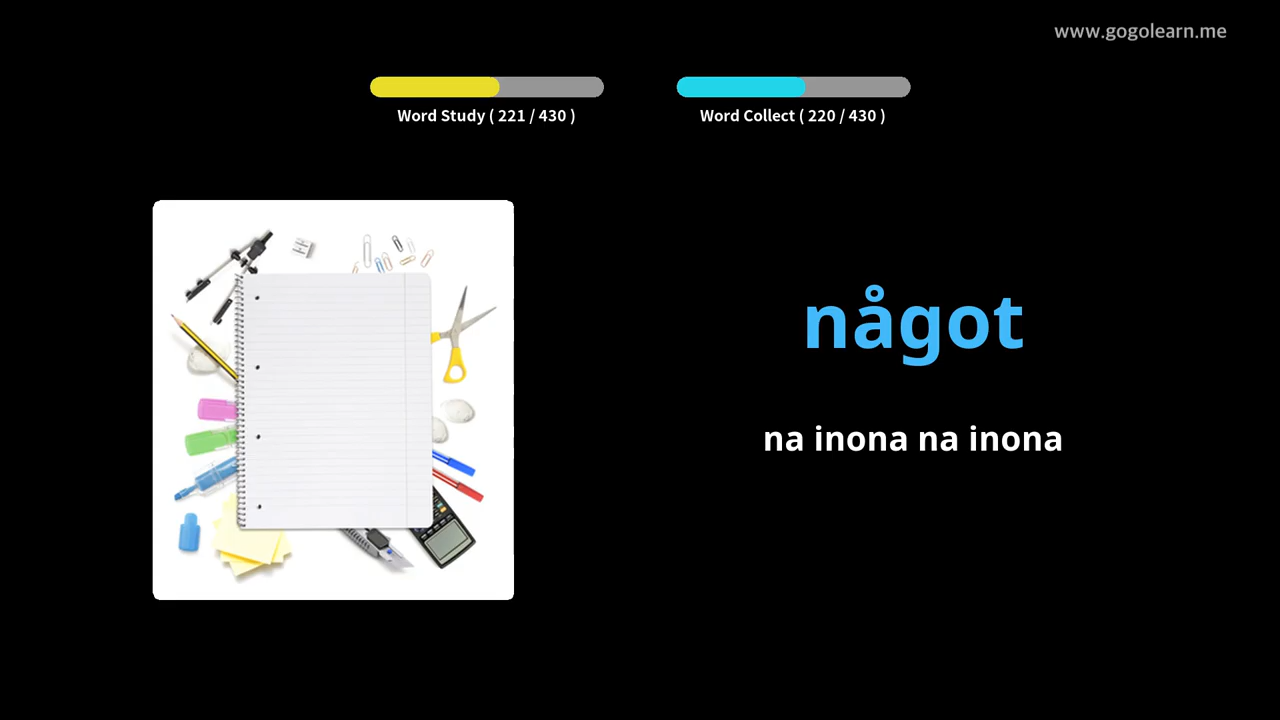 www.gogolearn.me
Word Study ( 221 / 430 )
Word Collect ( 220 / 430 )
något
na inona na inona